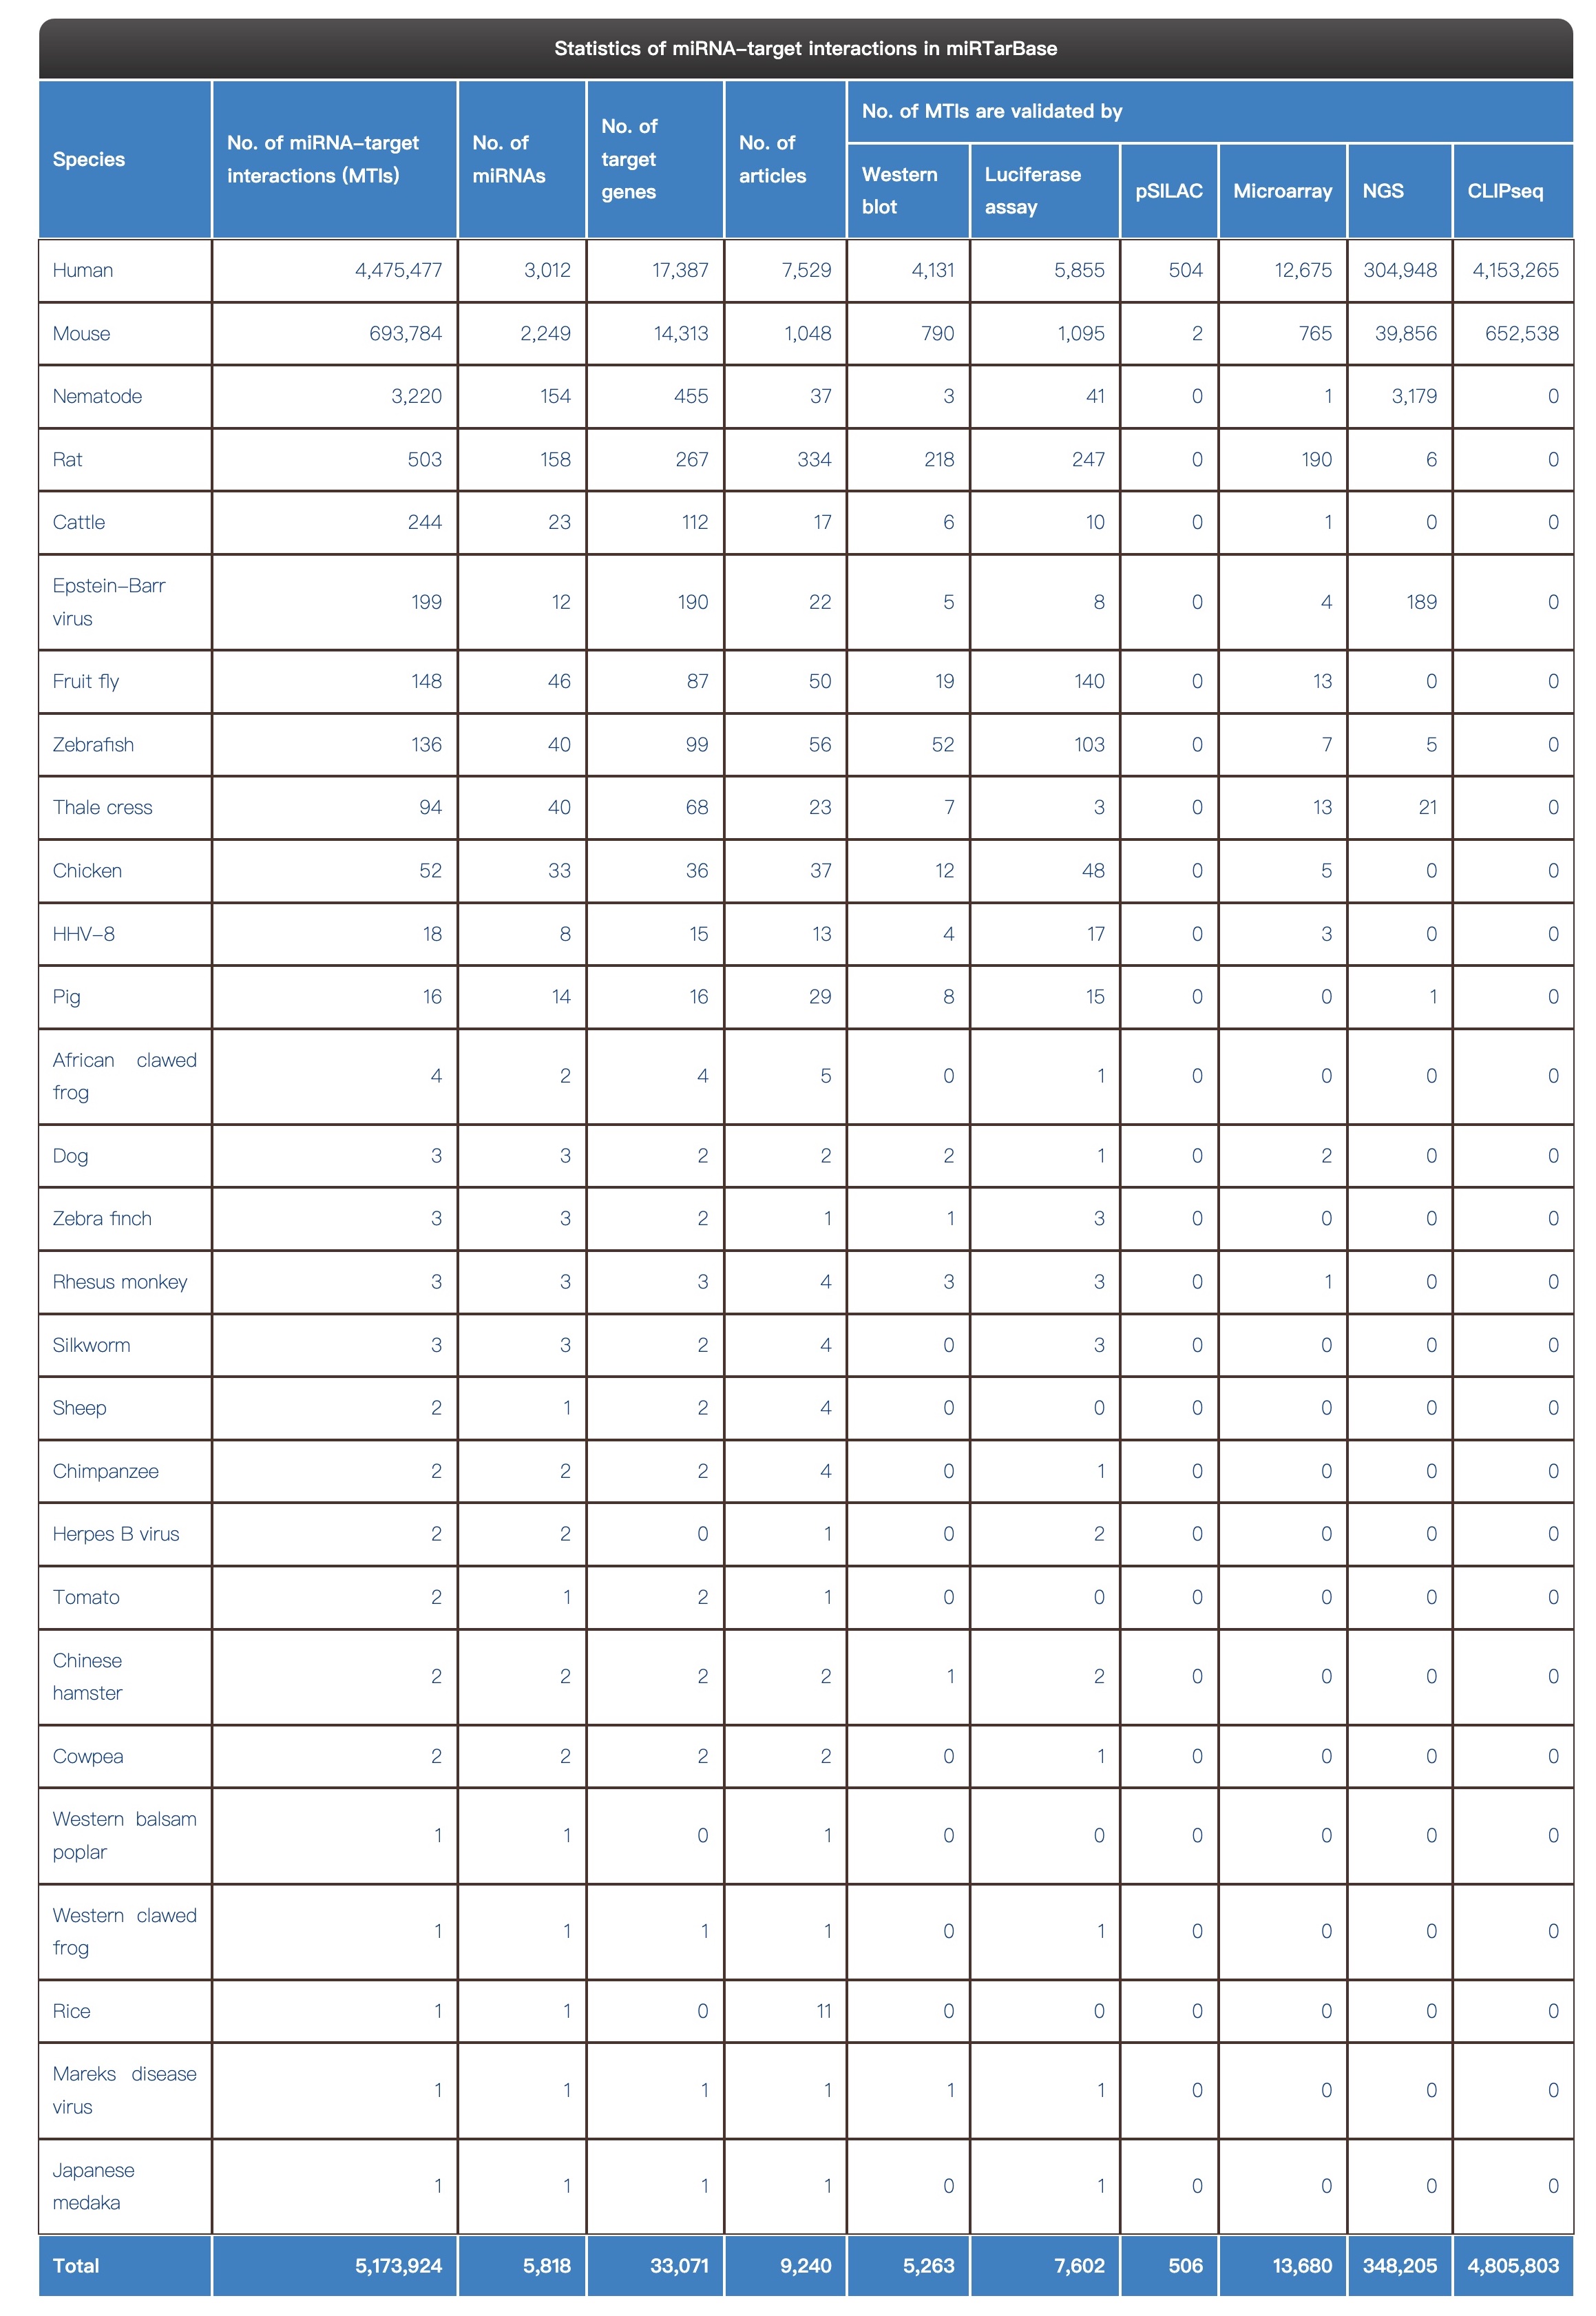 Statistics of miRNA-target interactions in miRTarBase
Species No. of miRNA-target interactions (MTIs) No. of miRNAs No. of target genes No. of articles No. of MTIs are validated by
Western blot Luciferase assay pSILAC Microarray NGS CLIPseq
Human 4,475,477 3,012 17,387 7,529 4,131 5,855 504 12,675 304,948 4,153,265
Mouse 693,784 2,249 14,313 1,048 790 1,095 2 765 39,856 652,538
Nematode 3,220 154 455 37 3 41 0 1 3,179 0
Rat 503 158 267 334 218 247 0 190 6 0
Cattle 244 23 112 17 6 10 0 1 0 0
Epstein-Barr virus 199 12 190 22 5 8 0 4 189 0
Fruit fly 148 46 87 50 19 140 0 13 0 0
Zebrafish 136 40 99 56 52 103 0 7 5 0
Thale cress 94 40 68 23 7 3 0 13 21 0
Chicken 52 33 36 37 12 48 0 5 0 0
HHV-8 18 8 15 13 4 17 0 3 0 0
Pig 16 14 16 29 8 15 0 0 1 0
African clawed frog 4 2 4 5 0 1 0 0 0 0
Dog 3 3 2 2 2 1 0 2 0 0
Zebra finch 3 3 2 1 1 3 0 0 0 0
Rhesus monkey 3 3 3 4 3 3 0 1 0 0
Silkworm 3 3 2 4 0 3 0 0 0 0
Sheep 2 1 2 4 0 0 0 0 0 0
Chimpanzee 2 2 2 4 0 1 0 0 0 0
Herpes B virus 2 2 0 1 0 2 0 0 0 0
Tomato 2 1 2 1 0 0 0 0 0 0
Chinese hamster 2 2 2 2 1 2 0 0 0 0
Cowpea 2 2 2 2 0 1 0 0 0 0
Western balsam poplar 1 1 0 1 0 0 0 0 0 0
Western clawed frog 1 1 1 1 0 1 0 0 0 0
Rice 1 1 0 11 0 0 0 0 0 0
Mareks disease virus 1 1 1 1 1 1 0 0 0 0
Japanese medaka 1 1 1 1 0 1 0 0 0 0
Total 5,173,924 5,818 33,071 9,240 5,263 7,602 506 13,680 348,205 4,805,803